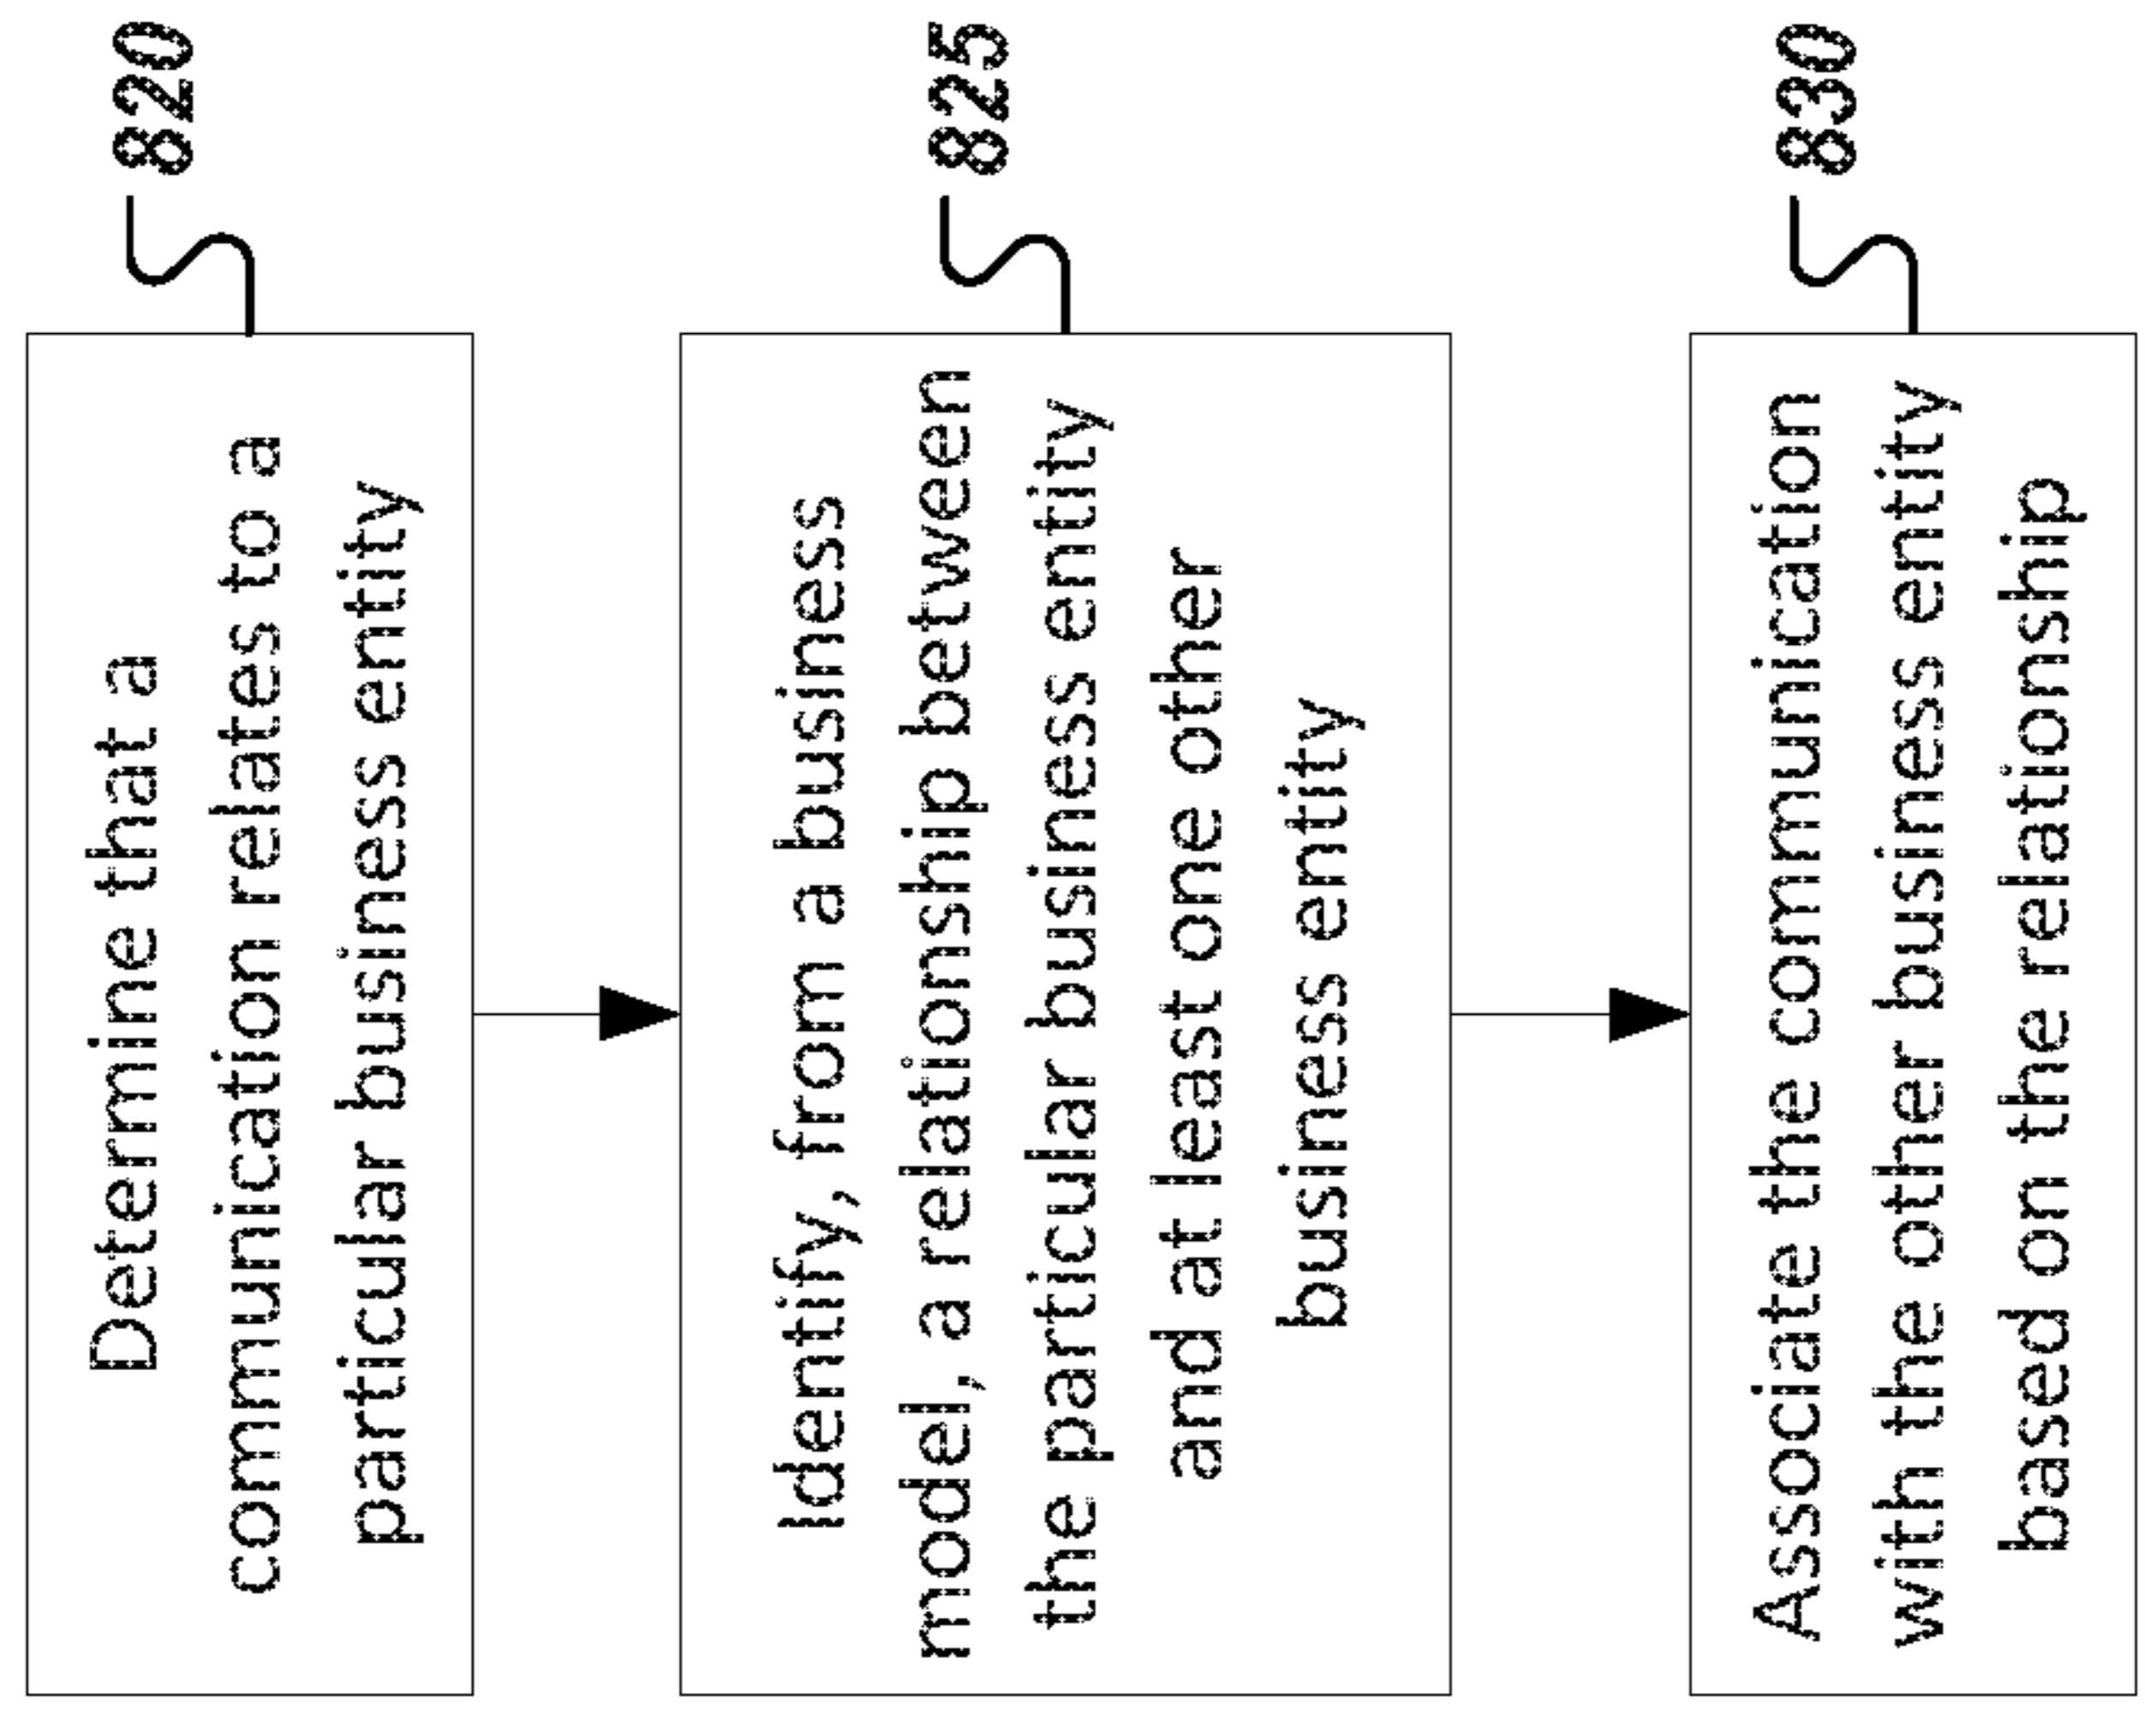 Determine that a
communication relates to a
particular business entity
820
Identify, from a business
model, a relationship between
the particular business entity
and at least one other
business entity
825
Associate the communication
with the other business entity
based on the relationship
830